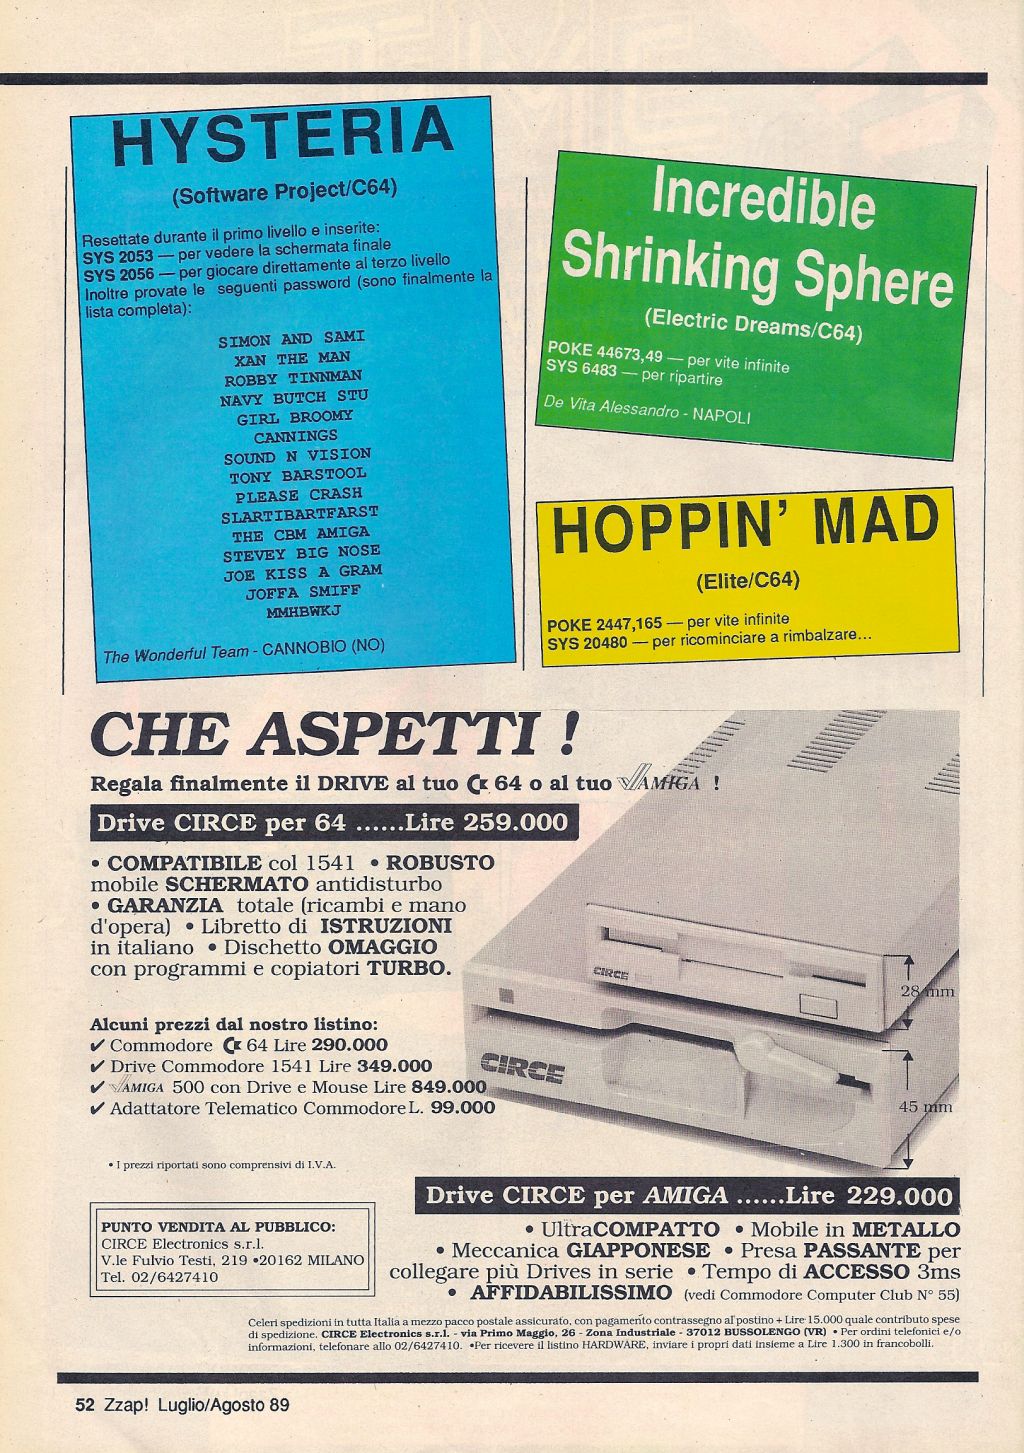 HYSTERIA
(Software Project/C64)
Resettate durante il primo livello e inserite:
SYS 2053 — per vedere la schermata finale
SYS 2056 — per giocare direttamente al terzo livello
Inoltre provate le seguenti password (sono finalmente la
lista completa):
SIMON AND SAMI
XAN THE MAN
ROBBY TINNMAN
NAVY BUTCH STU
GIRL BROOMY
CANNINGS
SOUND N VISION
TONY BARSTOOL
PLEASE CRASH
SLARTIBARTFARST
THE CBM AMIGA
STEVEY BIG NOSE
JOE KISS A GRAM
JOFFA SMIFF
MMHBWKJ
The Wonderful Team - CANNOBIO (NO)
Incredible
Shrinking Sphere
(Electric Dreams/C64)
POKE 44673,49 — per vite infinite
SYS 6483 — per ripartire
De Vita Alessandro - NAPOLI
HOPPIN' MAD
(Elite/C64)
POKE 2447,165 — per vite infinite
SYS 20480 — per ricominciare a rimbalzare...
CHE ASPETTI !
Regala finalmente il DRIVE al tuo 64 o al tuo AMIGA !
Drive CIRCE per 64 ......Lire 259.000
• COMPATIBILE col 1541 • ROBUSTO
mobile SCHERMATO antidisturbo
• GARANZIA totale (ricambi e mano
d'opera) • Libretto di ISTRUZIONI
in italiano • Dischetto OMAGGIO
con programmi e copiatori TURBO.
Alcuni prezzi dal nostro listino:
✔ Commodore 64 Lire 290.000
✔ Drive Commodore 1541 Lire 349.000
✔ AMIGA 500 con Drive e Mouse Lire 849.000
✔ Adattatore Telematico Commodore L. 99.000
• I prezzi riportati sono comprensivi di I.V.A.
CIRCE
28 mm
CIRCE
45 mm
Drive CIRCE per AMIGA ......Lire 229.000
• UltraCOMPATTO • Mobile in METALLO
• Meccanica GIAPPONESE • Presa PASSANTE per
collegare più Drives in serie • Tempo di ACCESSO 3ms
• AFFIDABILISSIMO (vedi Commodore Computer Club N° 55)
PUNTO VENDITA AL PUBBLICO:
CIRCE Electronics s.r.l.
V.le Fulvio Testi, 219 •20162 MILANO
Tel. 02/6427410
Celeri spedizioni in tutta Italia a mezzo pacco postale assicurato, con pagamento contrassegno al postino + Lire 15.000 quale contributo spese
di spedizione. CIRCE Electronics s.r.l. - via Primo Maggio, 26 - Zona Industriale - 37012 BUSSOLENGO (VR) • Per ordini telefonici e/o
informazioni, telefonare allo 02/6427410. •Per ricevere il listino HARDWARE, inviare i propri dati insieme a Lire 1.300 in francobolli.
52 Zzap! Luglio/Agosto 89